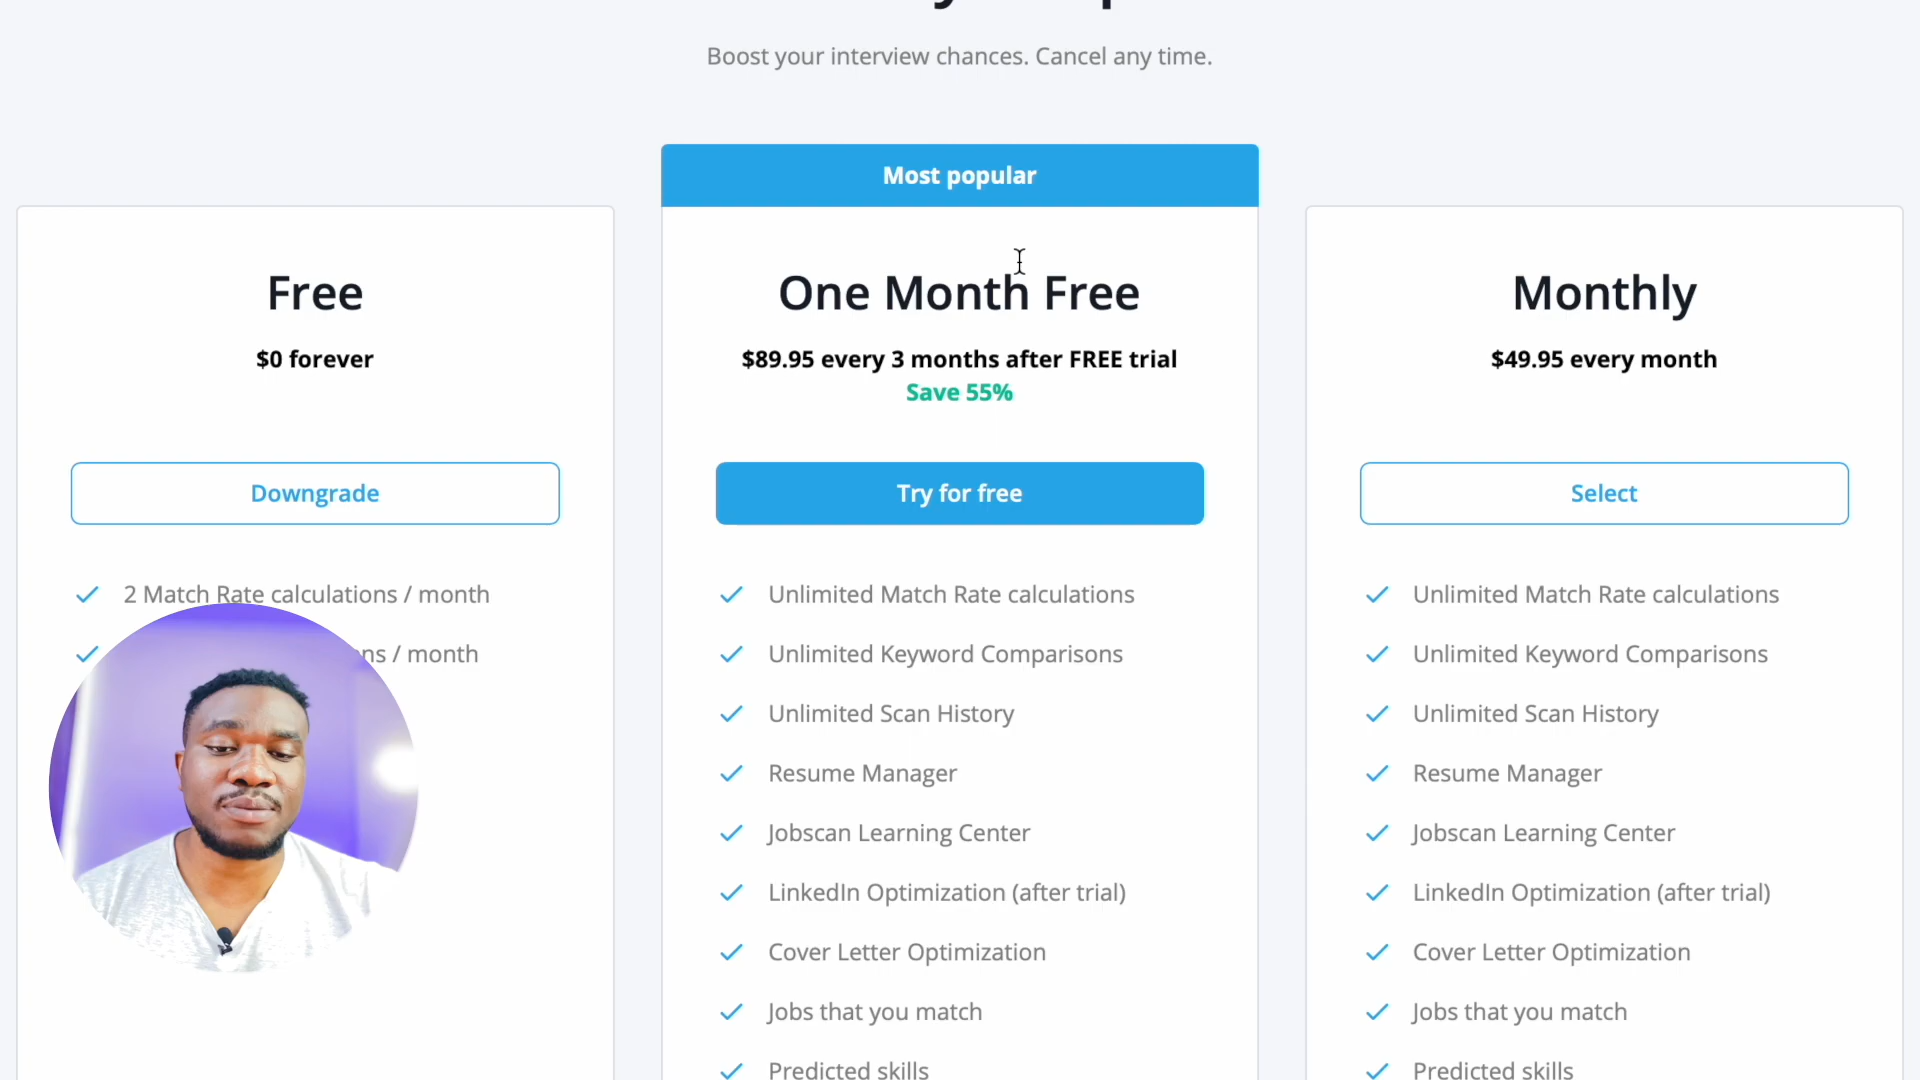 Boost your interview chances. Cancel any time.
Most popular
Free
$0 forever
Downgrade
2 Match Rate calculations / month
/ month
One Month Free
$89.95 every 3 months after FREE trial
Save 55%
Try for free
Unlimited Match Rate calculations
Unlimited Keyword Comparisons
Unlimited Scan History
Resume Manager
Jobscan Learning Center
LinkedIn Optimization (after trial)
Cover Letter Optimization
Jobs that you match
Predicted skills
Monthly
$49.95 every month
Select
Unlimited Match Rate calculations
Unlimited Keyword Comparisons
Unlimited Scan History
Resume Manager
Jobscan Learning Center
LinkedIn Optimization (after trial)
Cover Letter Optimization
Jobs that you match
Predicted skills